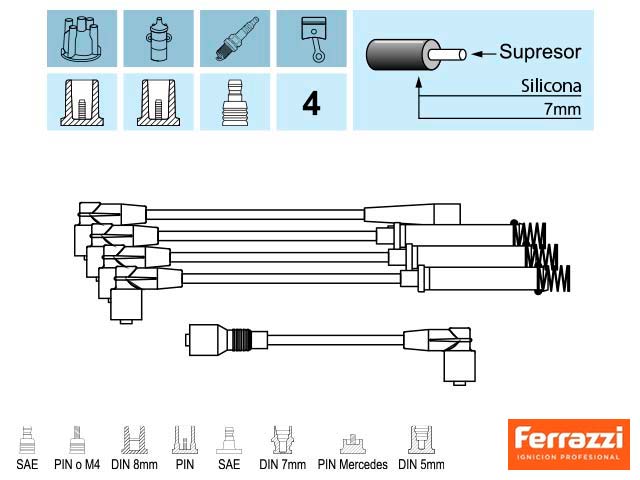 Supresor
Silicona
7mm
4
SAE PIN o M4 DIN 8mm PIN SAE DIN 7mm PIN Mercedes DIN 5mm
Ferrazzi
IGNICION PROFESIONAL